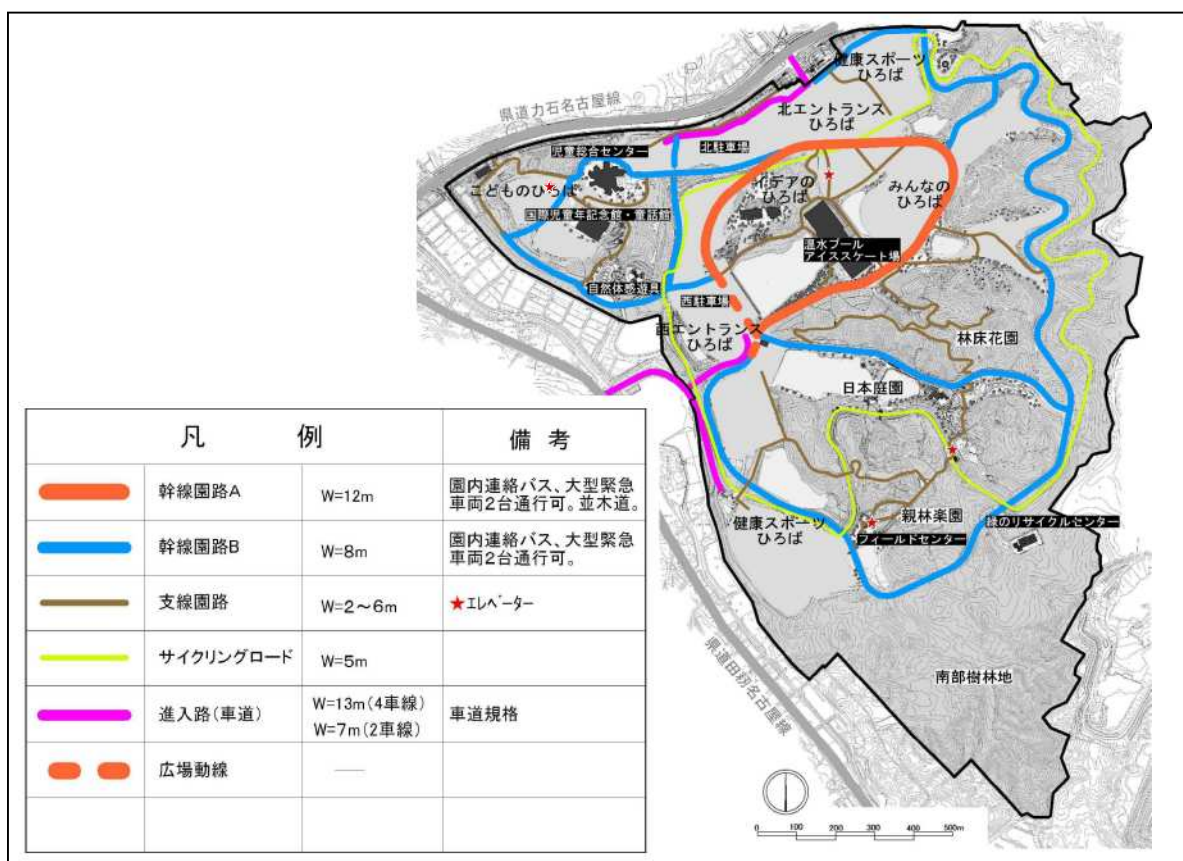 健康スポーツ
ひろば
県道力石名古屋線
北エントランス
ひろば
児童総合センター
北駐車場
こどものひろば
イデアの
ひろば
みんなの
ひろば
国際児童年記念館・童話館
温水プール
アイススケート場
自然体感遊具
西駐車場
西エントランス
ひろば
林床花園
日本庭園
健康スポーツ
ひろば
親林楽園
緑のリサイクルセンター
フィールドセンター
県道田籾名古屋線
南部樹林地
0 100 200 300 400 500m
凡 例 備 考
幹線園路A W=12m 園内連絡バス、大型緊急
車両2台通行可。並木道。
幹線園路B W=8m 園内連絡バス、大型緊急
車両2台通行可。
支線園路 W=2～6m ★エレベーター
サイクリングロード W=5m
進入路(車道) W=13m(4車線)
W=7m(2車線) 車道規格
広場動線 ―